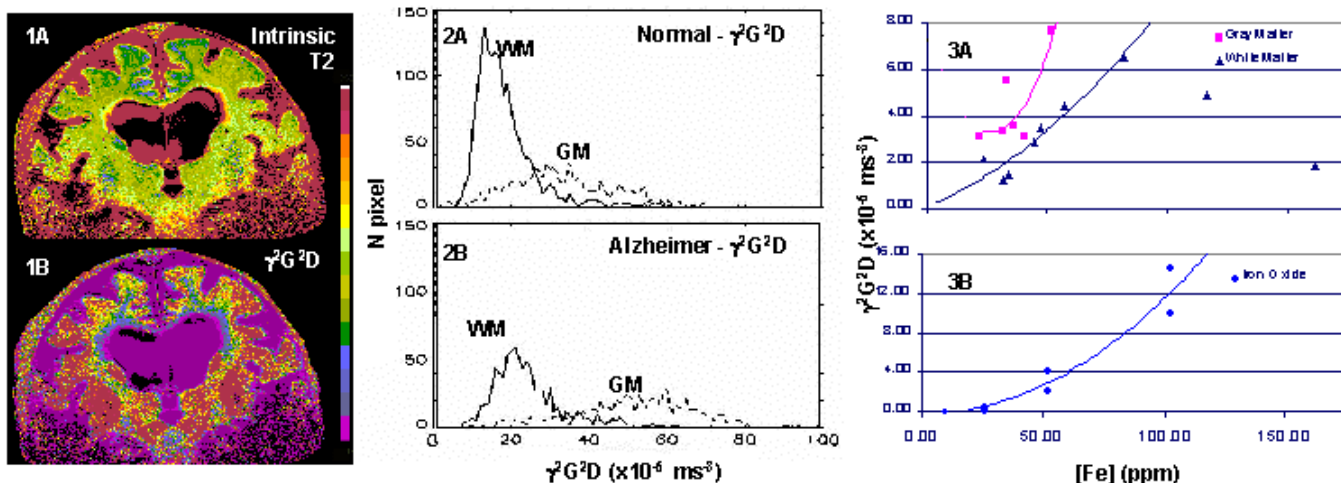 1A
Intrinsic
T2
1B
γ²G²D
N pixel
150
100
50
0
2A
WM
GM
Normal - γ²G²D
150
100
50
0
2B
WM
GM
Alzheimer - γ²G²D
0 20 40 60 80 100
γ²G²D (x10⁻⁶ ms⁻³)
γ²G²D (x10⁻⁶ ms⁻³)
8.00
6.00
4.00
2.00
0.00
3A
Gray Matter
White Matter
16.00
12.00
8.00
4.00
0.00
3B
Iron Oxide
0.00 50.00 100.00 150.00
[Fe] (ppm)